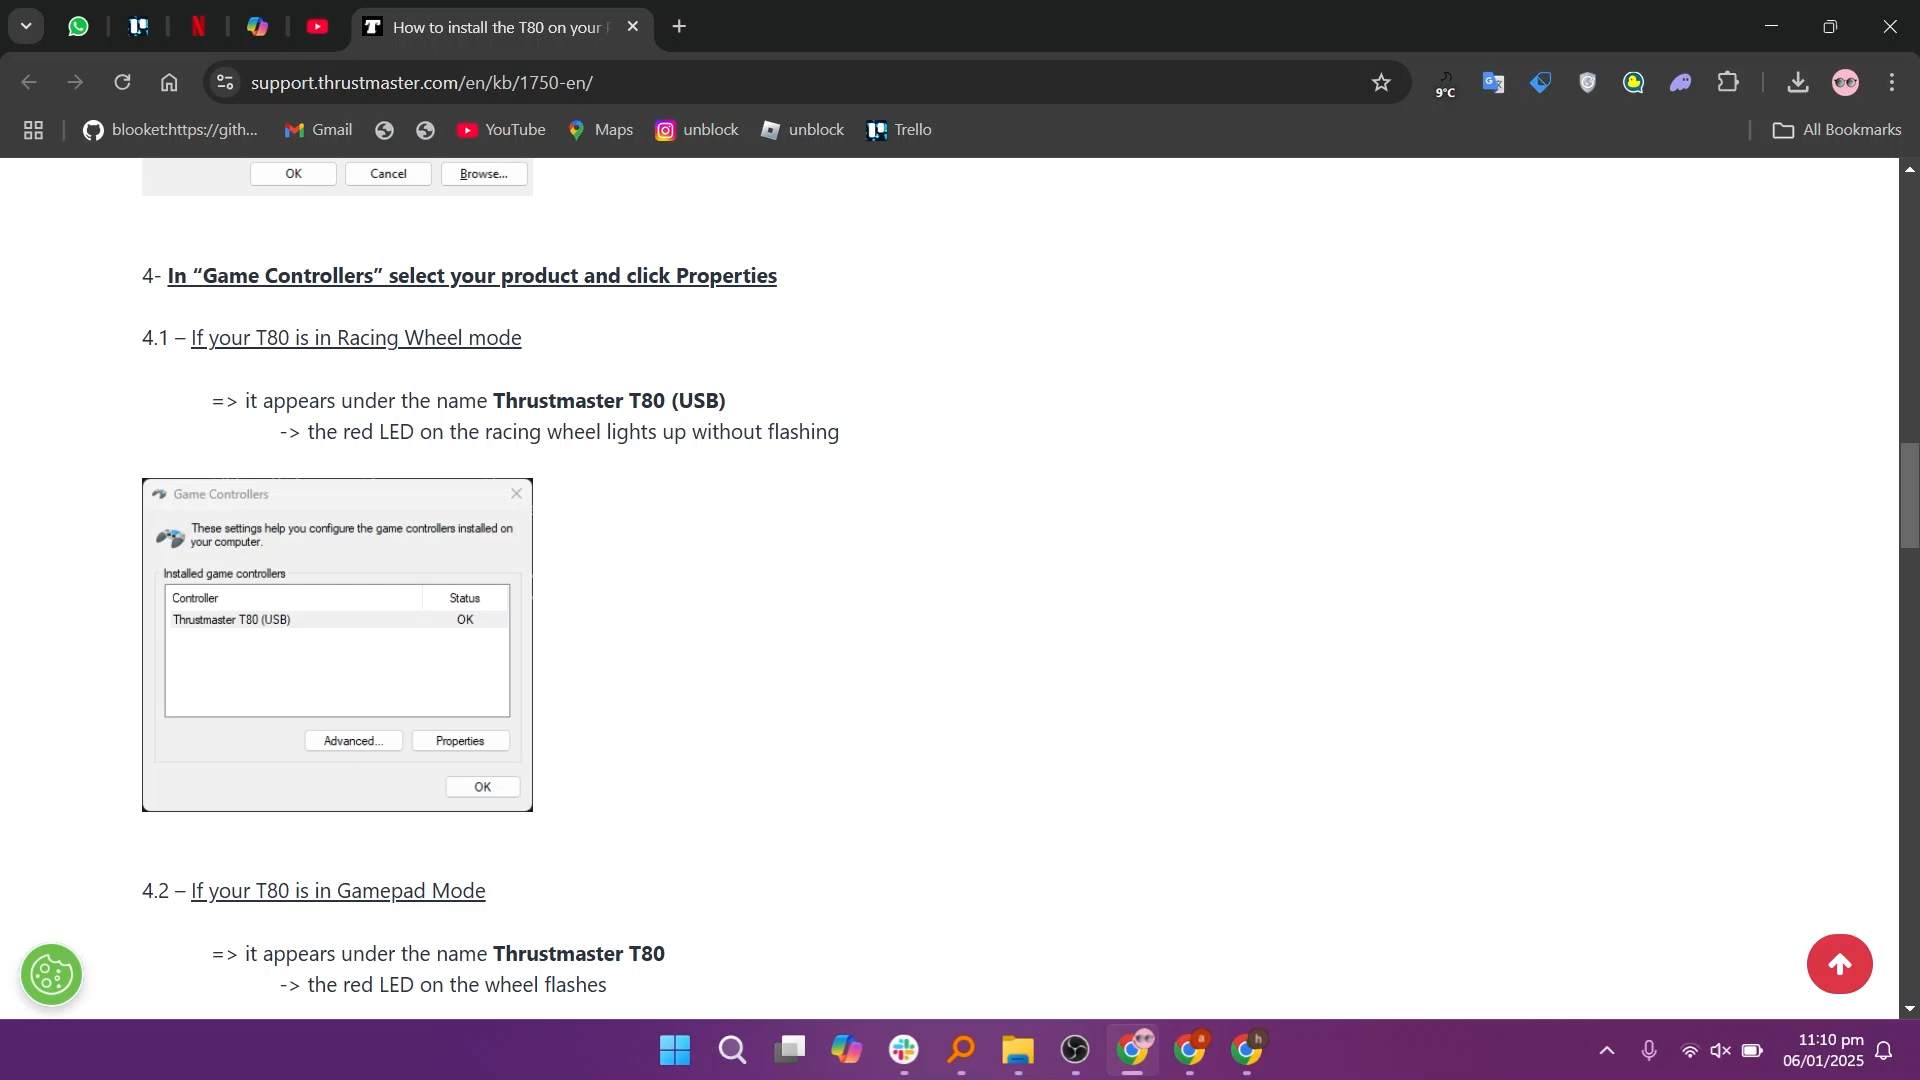 How to install the T80 on your
support.thrustmaster.com/en/kb/1750-en/
9°C
blooket:https://gith...
Gmail
YouTube
Maps
unblock
unblock
Trello
All Bookmarks
OK
Cancel
Browse...
4- In “Game Controllers” select your product and click Properties
4.1 – If your T80 is in Racing Wheel mode
=> it appears under the name Thrustmaster T80 (USB)
-> the red LED on the racing wheel lights up without flashing
Game Controllers
These settings help you configure the game controllers installed on
your computer.
Installed game controllers
Controller
Status
Thrustmaster T80 (USB)
OK
Advanced...
Properties
OK
4.2 – If your T80 is in Gamepad Mode
=> it appears under the name Thrustmaster T80
-> the red LED on the wheel flashes
a
h
11:10 pm
06/01/2025